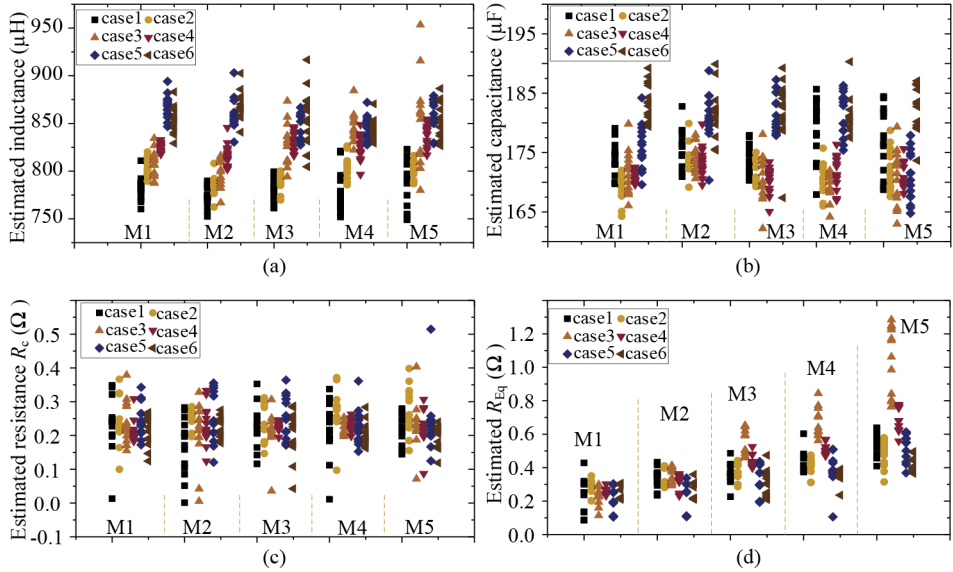 case1 case2
case3 case4
case5 case6
Estimated inductance (μH)
950
900
850
800
750
M1 M2 M3 M4 M5
(a)
case1 case2
case3 case4
case5 case6
Estimated capacitance (μF)
195
185
175
165
M1 M2 M3 M4 M5
(b)
case1 case2
case3 case4
case5 case6
Estimated resistance Rc (Ω)
0.5
0.4
0.3
0.2
0.1
0.0
-0.1
M1 M2 M3 M4 M5
(c)
case1 case2
case3 case4
case5 case6
Estimated REq (Ω)
1.2
1.0
0.8
0.6
0.4
0.2
0.0
M1 M2 M3 M4 M5
(d)